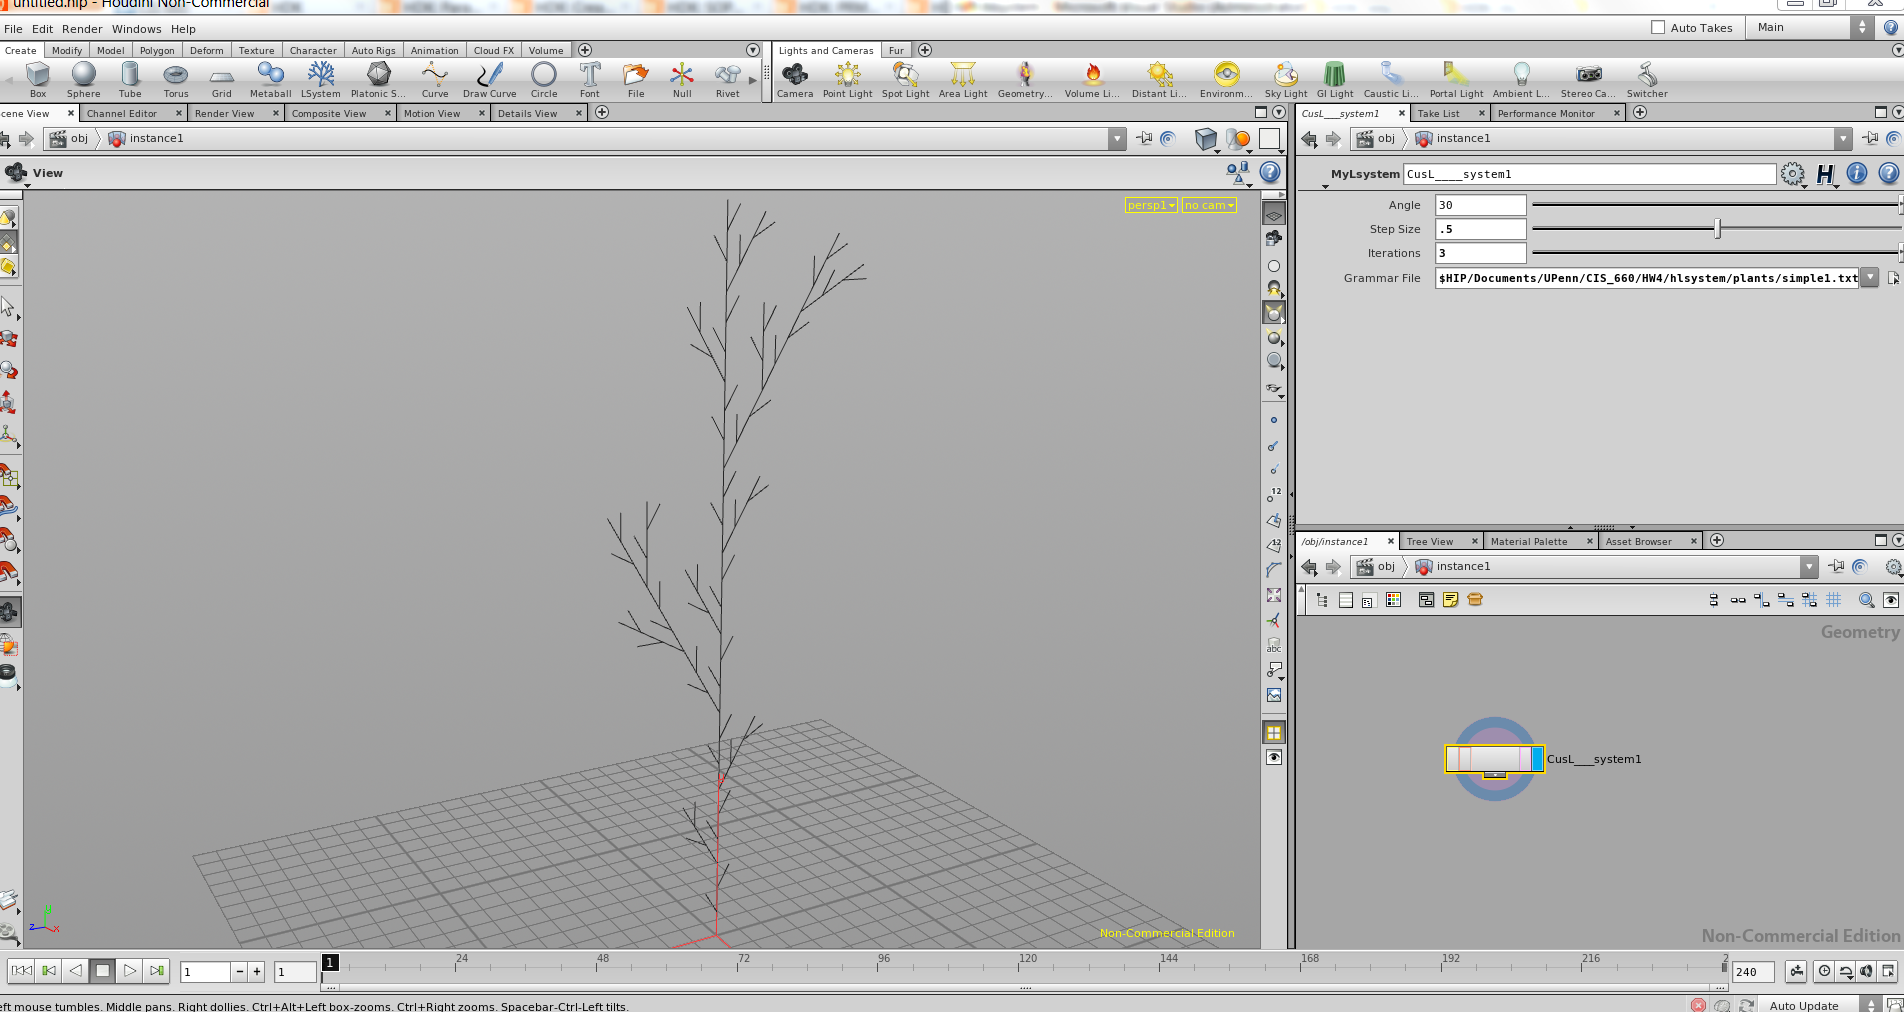 untitled.hip - Houdini Non-Commercial
File Edit Render Windows Help
Auto Takes Main
Create Modify Model Polygon Deform Texture Character Auto Rigs Animation Cloud FX Volume
Lights and Cameras Fur
Box Sphere Tube Torus Grid Metaball LSystem Platonic S... Curve Draw Curve Circle Font File Null Rivet
Camera Point Light Spot Light Area Light Geometry... Volume Li... Distant Li... Environm... Sky Light GI Light Caustic Li... Portal Light Ambient L... Stereo Ca... Switcher
cene View Channel Editor Render View Composite View Motion View Details View
CusL___system1 Take List Performance Monitor
obj instance1
obj instance1
View
MyLsystem CusL____system1
persp1 no cam
Angle 30
Step Size .5
Iterations 3
Grammar File $HIP/Documents/UPenn/CIS_660/HW4/hlsystem/plants/simple1.txt
12
12
abc
/obj/instance1 Tree View Material Palette Asset Browser
obj instance1
Geometry
CusL___system1
Non-Commercial Edition
Non-Commercial Edition
z x
1 1 1 24 48 72 96 120 144 168 192 216 2 240
eft mouse tumbles. Middle pans. Right dollies. Ctrl+Alt+Left box-zooms. Ctrl+Right zooms. Spacebar-Ctrl-Left tilts.
Auto Update